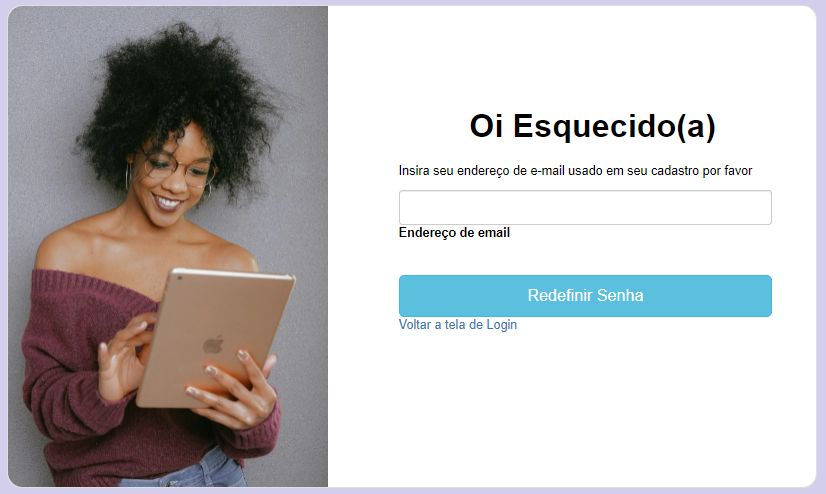 Oi Esquecido(a)
Insira seu endereço de e-mail usado em seu cadastro por favor
Endereço de email
Redefinir Senha
Voltar a tela de Login